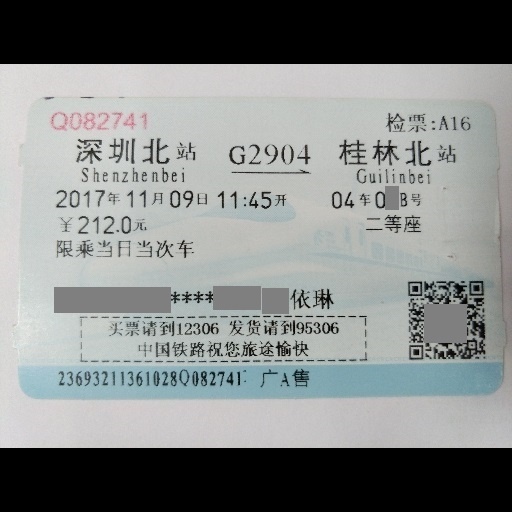 Q082741 检票:A16
深圳北站 G2904 桂林北站
Shenzhenbei Guilinbei
2017年11月09日11:45开 04车0 B号
￥212.0元 二等座
限乘当日当次车
**** 依琳
买票请到12306 发货请到95306
中国铁路祝您旅途愉快
23693211361028Q082741 广A售